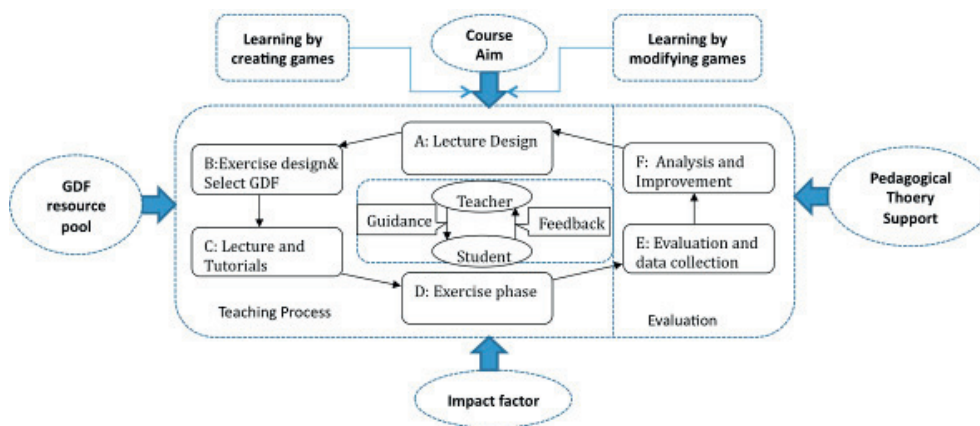 Learning by
creating games
Course
Aim
Learning by
modifying games
A: Lecture Design
B:Exercise design&
Select GDF
F: Analysis and
Improvement
GDF
resource
pool
Teacher
Guidance
Feedback
Student
Pedagogical
Thoery
Support
C: Lecture and
Tutorials
E: Evaluation and
data collection
D: Exercise phase
Teaching Process
Evaluation
Impact factor